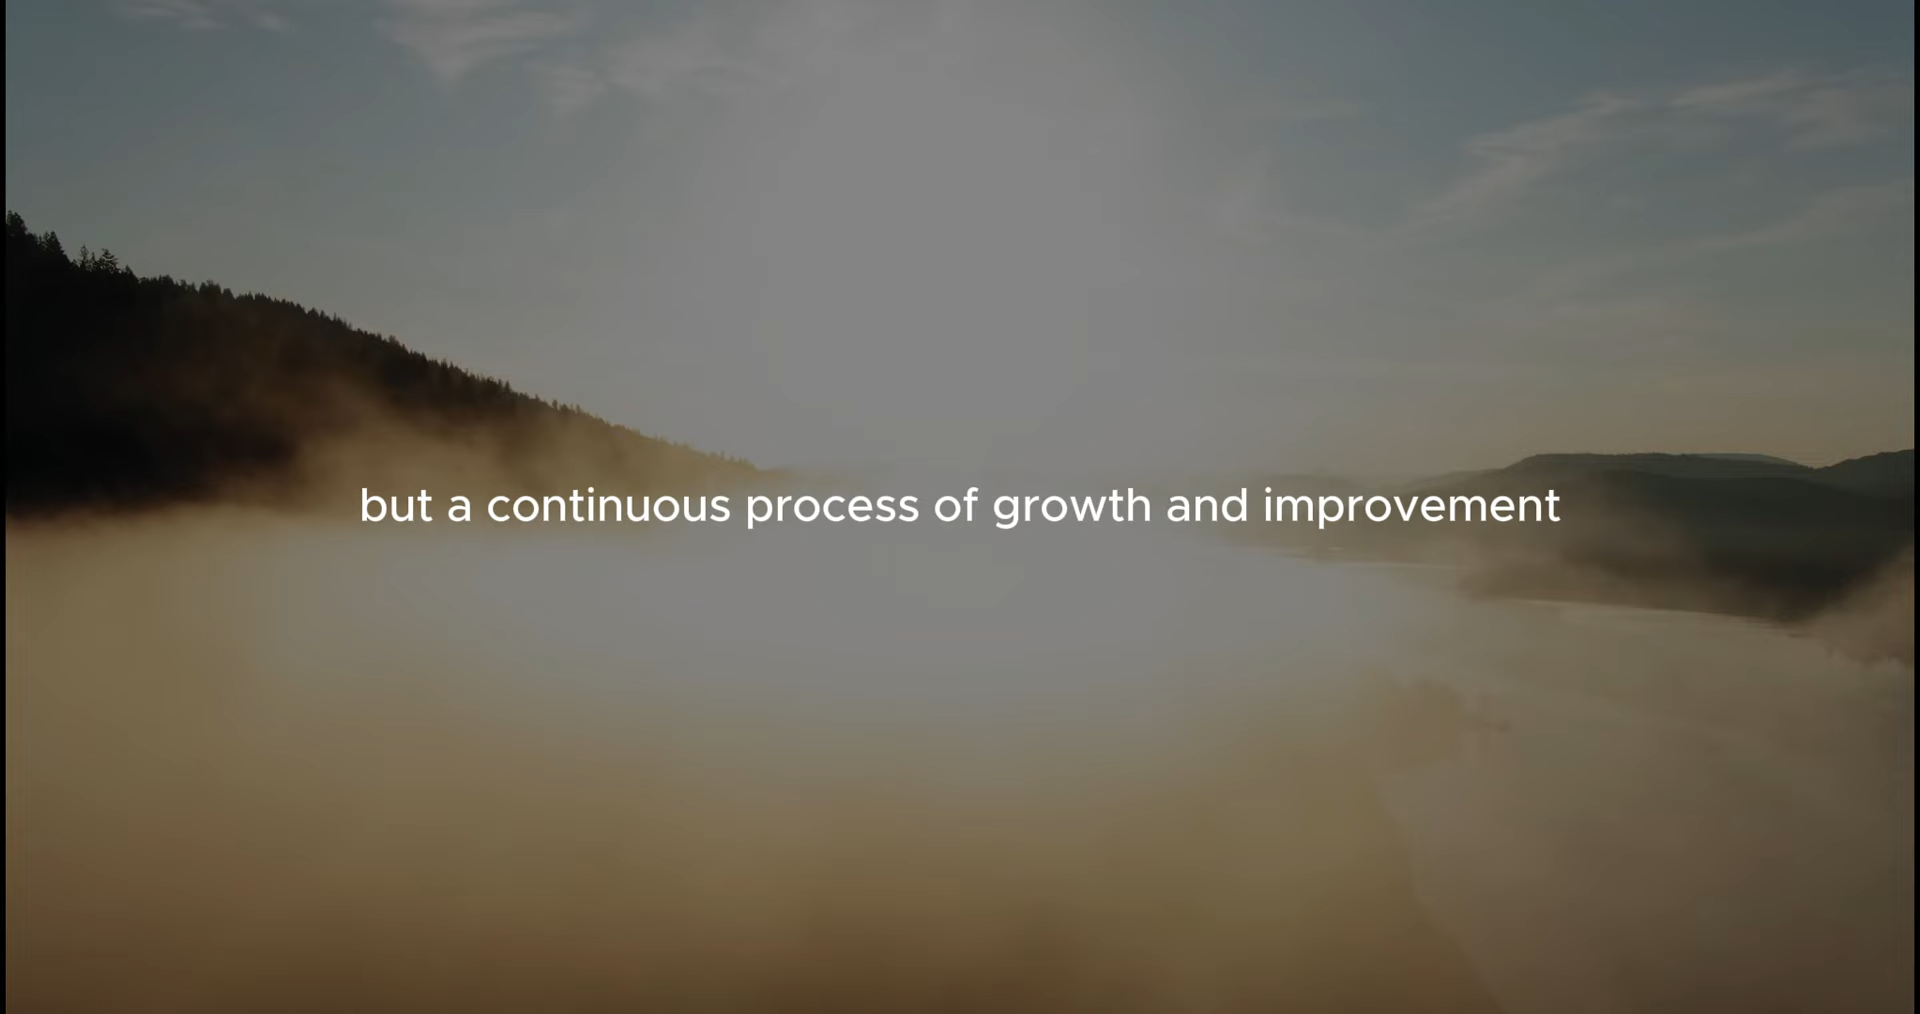 but a continuous process of growth and improvement